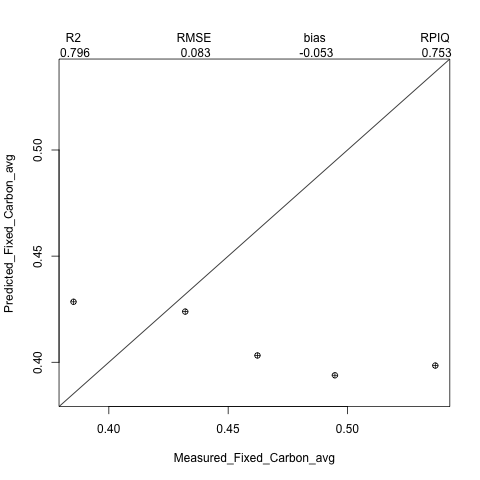 R2 RMSE bias RPIQ
0.796 0.083 -0.053 0.753
Predicted_Fixed_Carbon_avg
0.50
0.45
0.40
0.40 0.45 0.50
Measured_Fixed_Carbon_avg